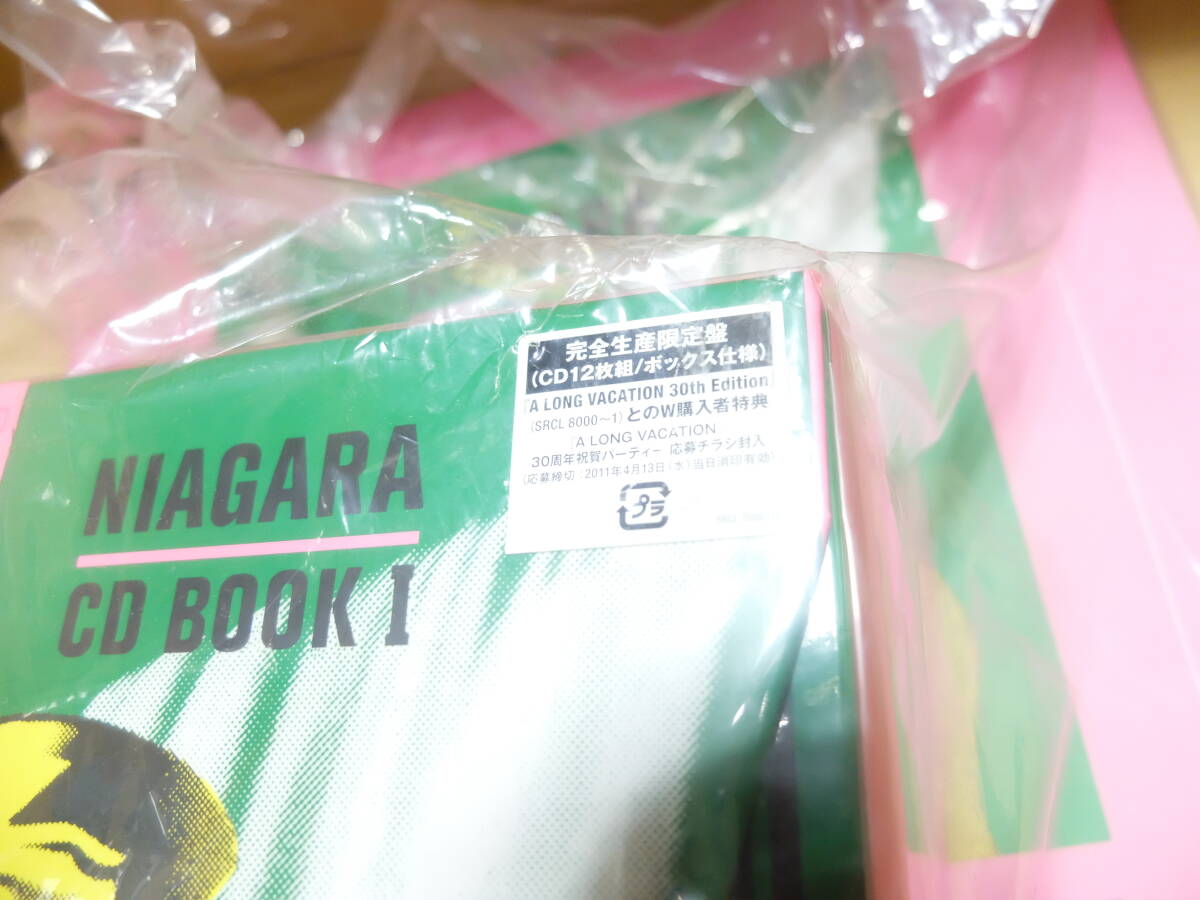 NIAGARA
CD BOOK I
完全生産限定盤
(CD12枚組/ボックス仕様)
『A LONG VACATION 30th Edition』
(SRCL 8000~1)とのW購入者特典
『A LONG VACATION
30周年祝賀パーティー 応募チラシ封入
(応募締切:2011年4月13日(水)当日消印有効)
プラ